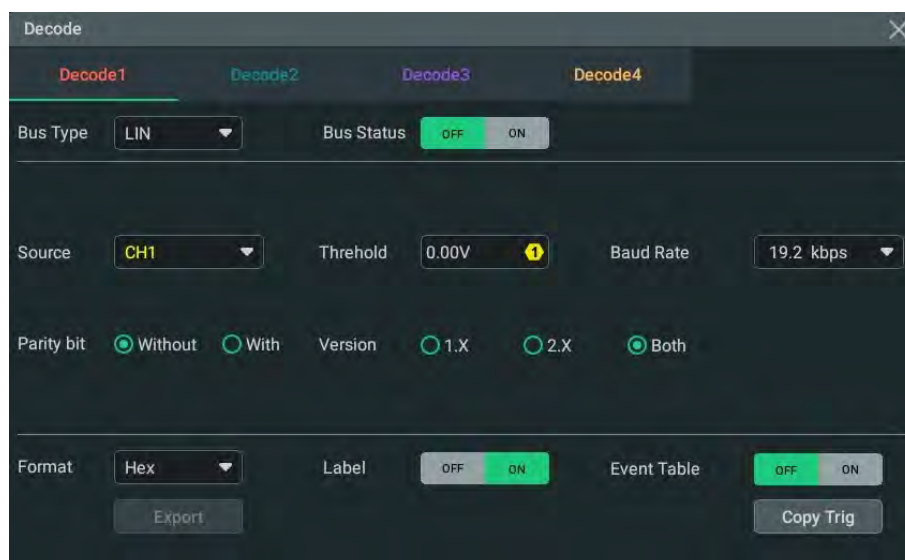 Decode
Decode1 Decode2 Decode3 Decode4
Bus Type LIN Bus Status OFF ON
Source CH1 Threhold 0.00V 1 Baud Rate 19.2 kbps
Parity bit Without With Version 1.X 2.X Both
Format Hex Label OFF ON Event Table OFF ON
Export Copy Trig